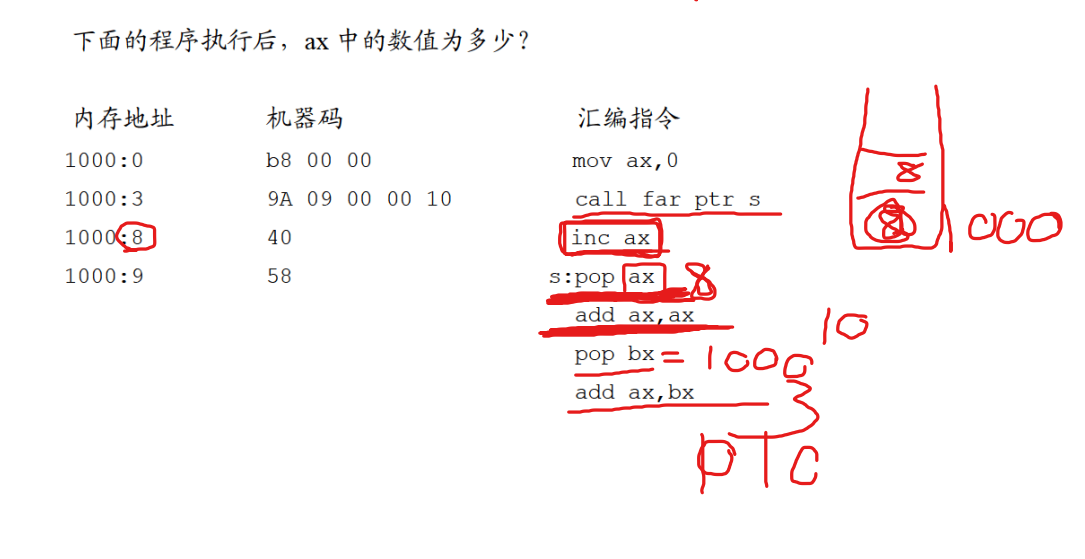 下面的程序执行后，ax 中的数值为多少？
内存地址 机器码 汇编指令
1000:0 b8 00 00 mov ax,0
1000:3 9A 09 00 00 10 call far ptr s
1000:8 40 inc ax
1000:9 58 s:pop ax 8
add ax,ax
pop bx = 1000 10
add ax,bx
8
1000